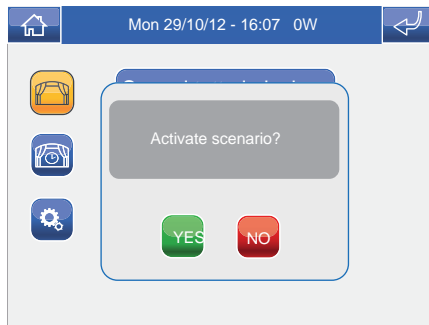 Mon 29/10/12 - 16:07 0W
Activate scenario?
YES
NO